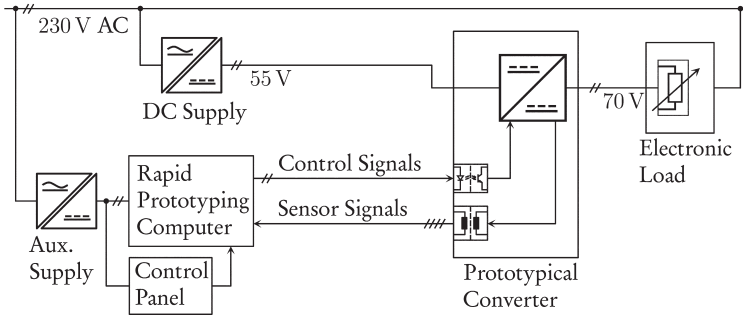 230 V AC
55 V
70 V
DC Supply
Electronic
Load
Rapid
Prototyping
Computer
Control Signals
Sensor Signals
Aux.
Supply
Control
Panel
Prototypical
Converter